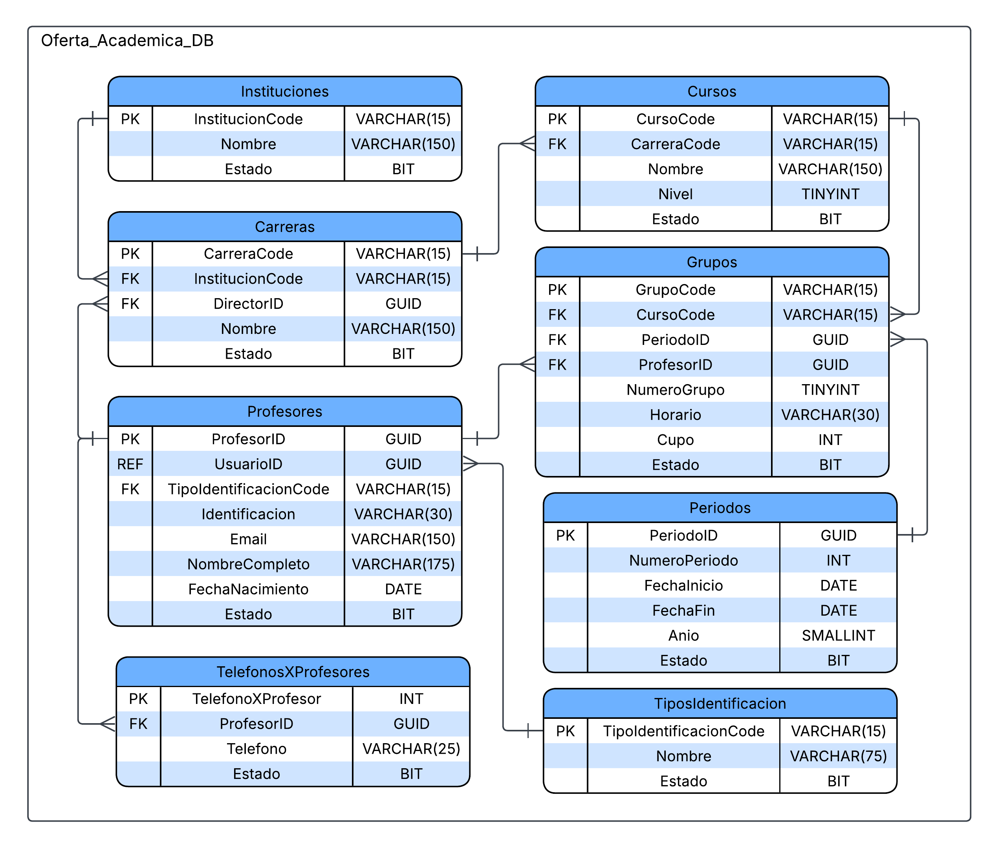 Oferta_Academica_DB
Instituciones
PK InstitucionCode VARCHAR(15)
Nombre VARCHAR(150)
Estado BIT
Carreras
PK CarreraCode VARCHAR(15)
FK InstitucionCode VARCHAR(15)
FK DirectorID GUID
Nombre VARCHAR(150)
Estado BIT
Profesores
PK ProfesorID GUID
REF UsuarioID GUID
FK TipoIdentificacionCode VARCHAR(15)
Identificacion VARCHAR(30)
Email VARCHAR(150)
NombreCompleto VARCHAR(175)
FechaNacimiento DATE
Estado BIT
TelefonosXProfesores
PK TelefonoXProfesor INT
FK ProfesorID GUID
Telefono VARCHAR(25)
Estado BIT
Cursos
PK CursoCode VARCHAR(15)
FK CarreraCode VARCHAR(15)
Nombre VARCHAR(150)
Nivel TINYINT
Estado BIT
Grupos
PK GrupoCode VARCHAR(15)
FK CursoCode VARCHAR(15)
FK PeriodoID GUID
FK ProfesorID GUID
NumeroGrupo TINYINT
Horario VARCHAR(30)
Cupo INT
Estado BIT
Periodos
PK PeriodoID GUID
NumeroPeriodo INT
FechaInicio DATE
FechaFin DATE
Anio SMALLINT
Estado BIT
TiposIdentificacion
PK TipoIdentificacionCode VARCHAR(15)
Nombre VARCHAR(75)
Estado BIT